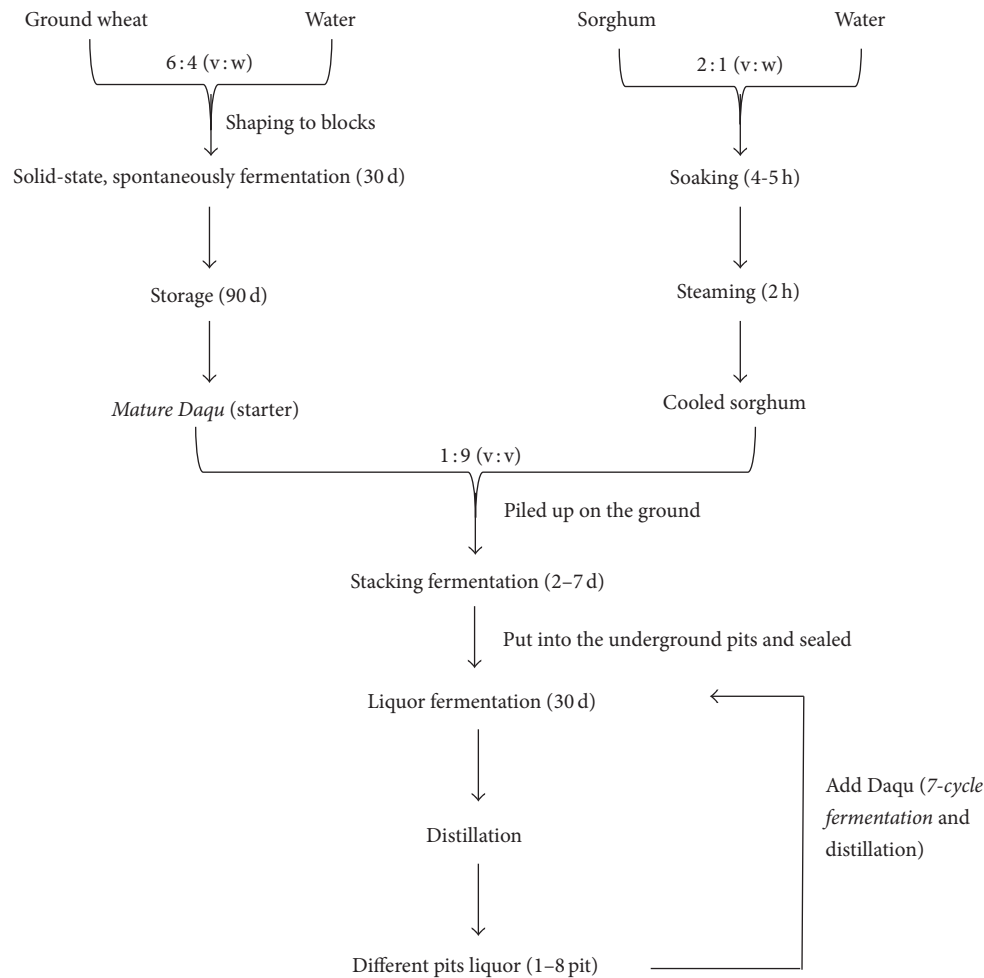 Ground wheat
Water
Sorghum
Water
6 : 4 (v : w)
2 : 1 (v : w)
Shaping to blocks
Solid-state, spontaneously fermentation (30 d)
Soaking (4-5 h)
Storage (90 d)
Steaming (2 h)
Mature Daqu (starter)
Cooled sorghum
1 : 9 (v : v)
Piled up on the ground
Stacking fermentation (2–7 d)
Put into the underground pits and sealed
Liquor fermentation (30 d)
Add Daqu (7-cycle
fermentation and
distillation)
Distillation
Different pits liquor (1–8 pit)